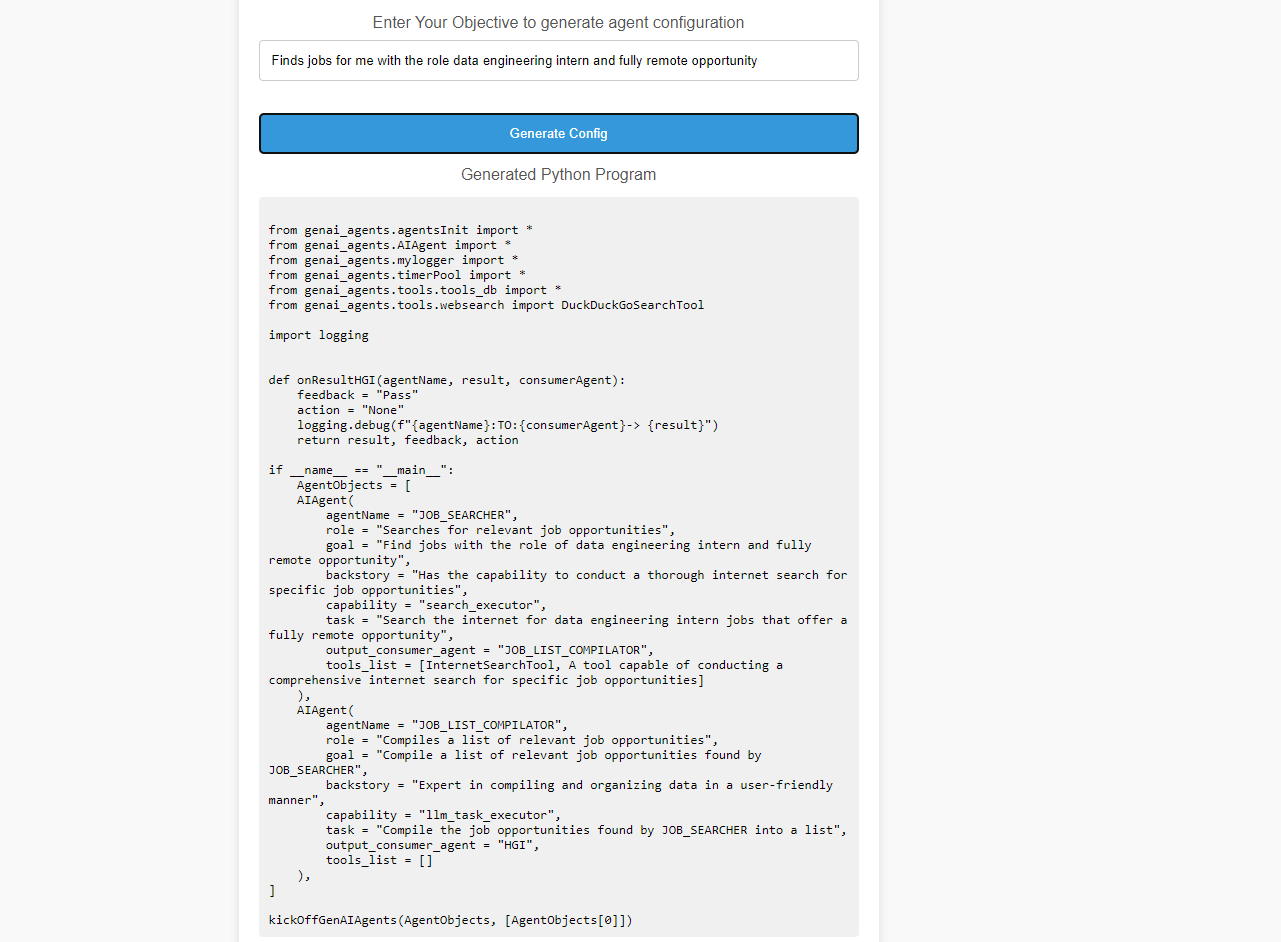 Enter Your Objective to generate agent configuration
Finds jobs for me with the role data engineering intern and fully remote opportunity
Generate Config
Generated Python Program
from genai_agents.agentsInit import *
from genai_agents.AIAgent import *
from genai_agents.mylogger import *
from genai_agents.timerPool import *
from genai_agents.tools.tools_db import *
from genai_agents.tools.websearch import DuckDuckGoSearchTool

import logging


def onResultHGI(agentName, result, consumerAgent):
    feedback = "Pass"
    action = "None"
    logging.debug(f"{agentName}:TO:{consumerAgent}-> {result}")
    return result, feedback, action

if __name__ == "__main__":
    AgentObjects = [
    AIAgent(
        agentName = "JOB_SEARCHER",
        role = "Searches for relevant job opportunities",
        goal = "Find jobs with the role of data engineering intern and fully
remote opportunity",
        backstory = "Has the capability to conduct a thorough internet search for
specific job opportunities",
        capability = "search_executor",
        task = "Search the internet for data engineering intern jobs that offer a
fully remote opportunity",
        output_consumer_agent = "JOB_LIST_COMPILATOR",
        tools_list = [InternetSearchTool, A tool capable of conducting a
comprehensive internet search for specific job opportunities]
    ),
    AIAgent(
        agentName = "JOB_LIST_COMPILATOR",
        role = "Compiles a list of relevant job opportunities",
        goal = "Compile a list of relevant job opportunities found by
JOB_SEARCHER",
        backstory = "Expert in compiling and organizing data in a user-friendly
manner",
        capability = "llm_task_executor",
        task = "Compile the job opportunities found by JOB_SEARCHER into a list",
        output_consumer_agent = "HGI",
        tools_list = []
    ),
]

kickOffGenAIAgents(AgentObjects, [AgentObjects[0]])